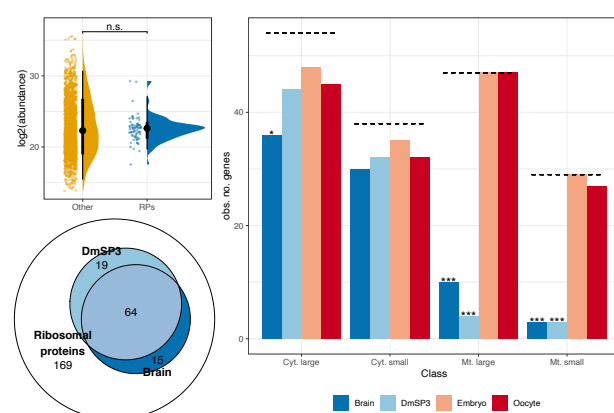 n.s.
log2(abundance)
30
20
Other
RPs
DmSP3
19
64
Ribosomal
proteins
169
15
Brain
obs. no. genes
40
20
0
*
***
***
*** ***
Cyt. large
Cyt. small
Mt. large
Mt. small
Class
Brain
DmSP3
Embryo
Oocyte